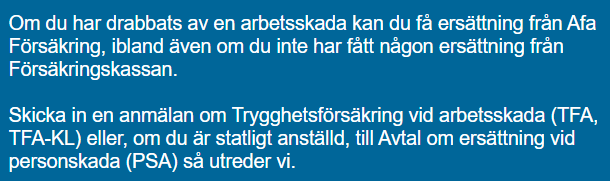 Om du har drabbats av en arbetsskada kan du få ersättning från Afa
Försäkring, ibland även om du inte har fått någon ersättning från
Försäkringskassan.
Skicka in en anmälan om Trygghetsförsäkring vid arbetsskada (TFA,
TFA-KL) eller, om du är statligt anställd, till Avtal om ersättning vid
personskada (PSA) så utreder vi.